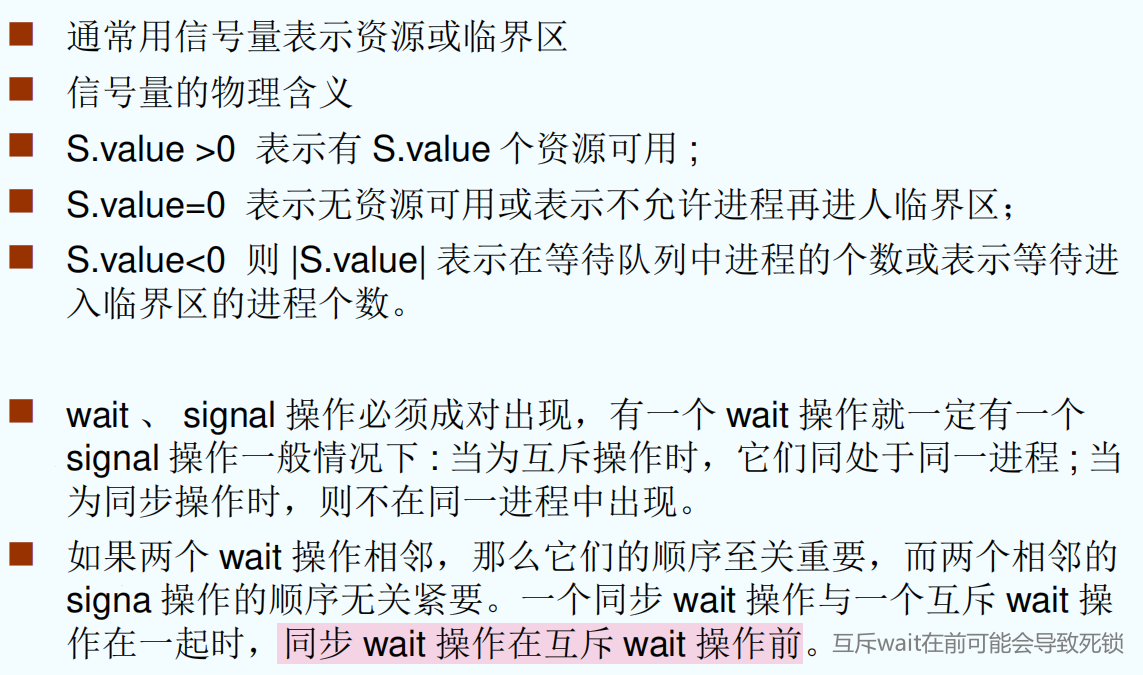 通常用信号量表示资源或临界区
信号量的物理含义
S.value >0 表示有 S.value 个资源可用 ;
S.value=0 表示无资源可用或表示不允许进程再进人临界区；
S.value<0 则 |S.value| 表示在等待队列中进程的个数或表示等待进
入临界区的进程个数。
wait 、 signal 操作必须成对出现，有一个 wait 操作就一定有一个
signal 操作一般情况下 : 当为互斥操作时，它们同处于同一进程 ; 当
为同步操作时，则不在同一进程中出现。
如果两个 wait 操作相邻，那么它们的顺序至关重要，而两个相邻的
signa 操作的顺序无关紧要。一个同步 wait 操作与一个互斥 wait 操
作在一起时，同步 wait 操作在互斥 wait 操作前。互斥wait在前可能会导致死锁